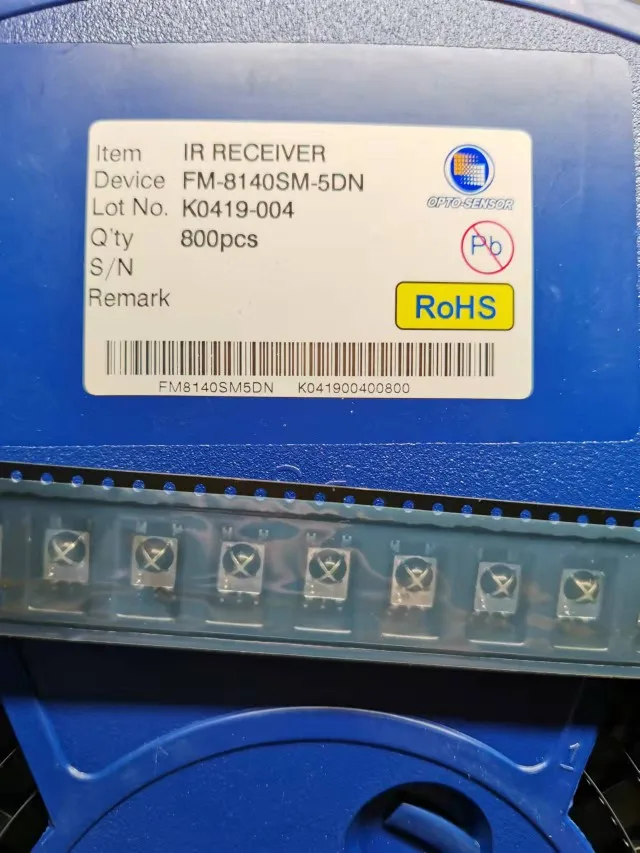 Item IR RECEIVER
Device FM-8140SM-5DN
Lot No. K0419-004
Q'ty 800pcs
S/N
Remark
OPTO-SENSOR
Pb
RoHS
FM8140SM5DN K041900400800
1